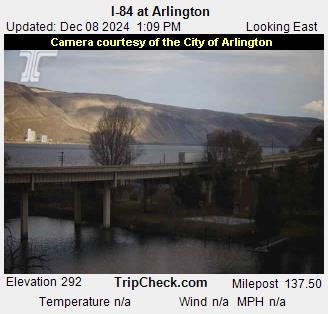 I-84 at Arlington
Updated: Dec 08 2024 1:09 PM Looking East
Camera courtesy of the City of Arlington
Elevation 292 TripCheck.com Milepost 137.50
Temperature n/a Wind n/a MPH n/a